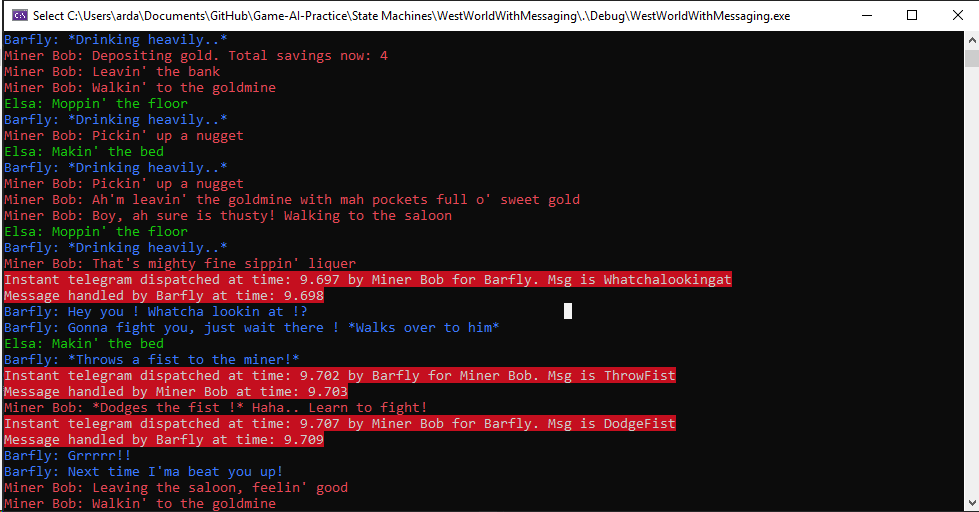 Select C:\Users\arda\Documents\GitHub\Game-AI-Practice\State Machines\WestWorldWithMessaging\.\Debug\WestWorldWithMessaging.exe
Barfly: *Drinking heavily..*
Miner Bob: Depositing gold. Total savings now: 4
Miner Bob: Leavin' the bank
Miner Bob: Walkin' to the goldmine
Elsa: Moppin' the floor
Barfly: *Drinking heavily..*
Miner Bob: Pickin' up a nugget
Elsa: Makin' the bed
Barfly: *Drinking heavily..*
Miner Bob: Pickin' up a nugget
Miner Bob: Ah'm leavin' the goldmine with mah pockets full o' sweet gold
Miner Bob: Boy, ah sure is thusty! Walking to the saloon
Elsa: Moppin' the floor
Barfly: *Drinking heavily..*
Miner Bob: That's mighty fine sippin' liquer
Instant telegram dispatched at time: 9.697 by Miner Bob for Barfly. Msg is Whatchalookingat
Message handled by Barfly at time: 9.698
Barfly: Hey you ! Whatcha lookin at !?
Barfly: Gonna fight you, just wait there ! *Walks over to him*
Elsa: Makin' the bed
Barfly: *Throws a fist to the miner!*
Instant telegram dispatched at time: 9.702 by Barfly for Miner Bob. Msg is ThrowFist
Message handled by Miner Bob at time: 9.703
Miner Bob: *Dodges the fist !* Haha.. Learn to fight!
Instant telegram dispatched at time: 9.707 by Miner Bob for Barfly. Msg is DodgeFist
Message handled by Barfly at time: 9.709
Barfly: Grrrrr!!
Barfly: Next time I'ma beat you up!
Miner Bob: Leaving the saloon, feelin' good
Miner Bob: Walkin' to the goldmine